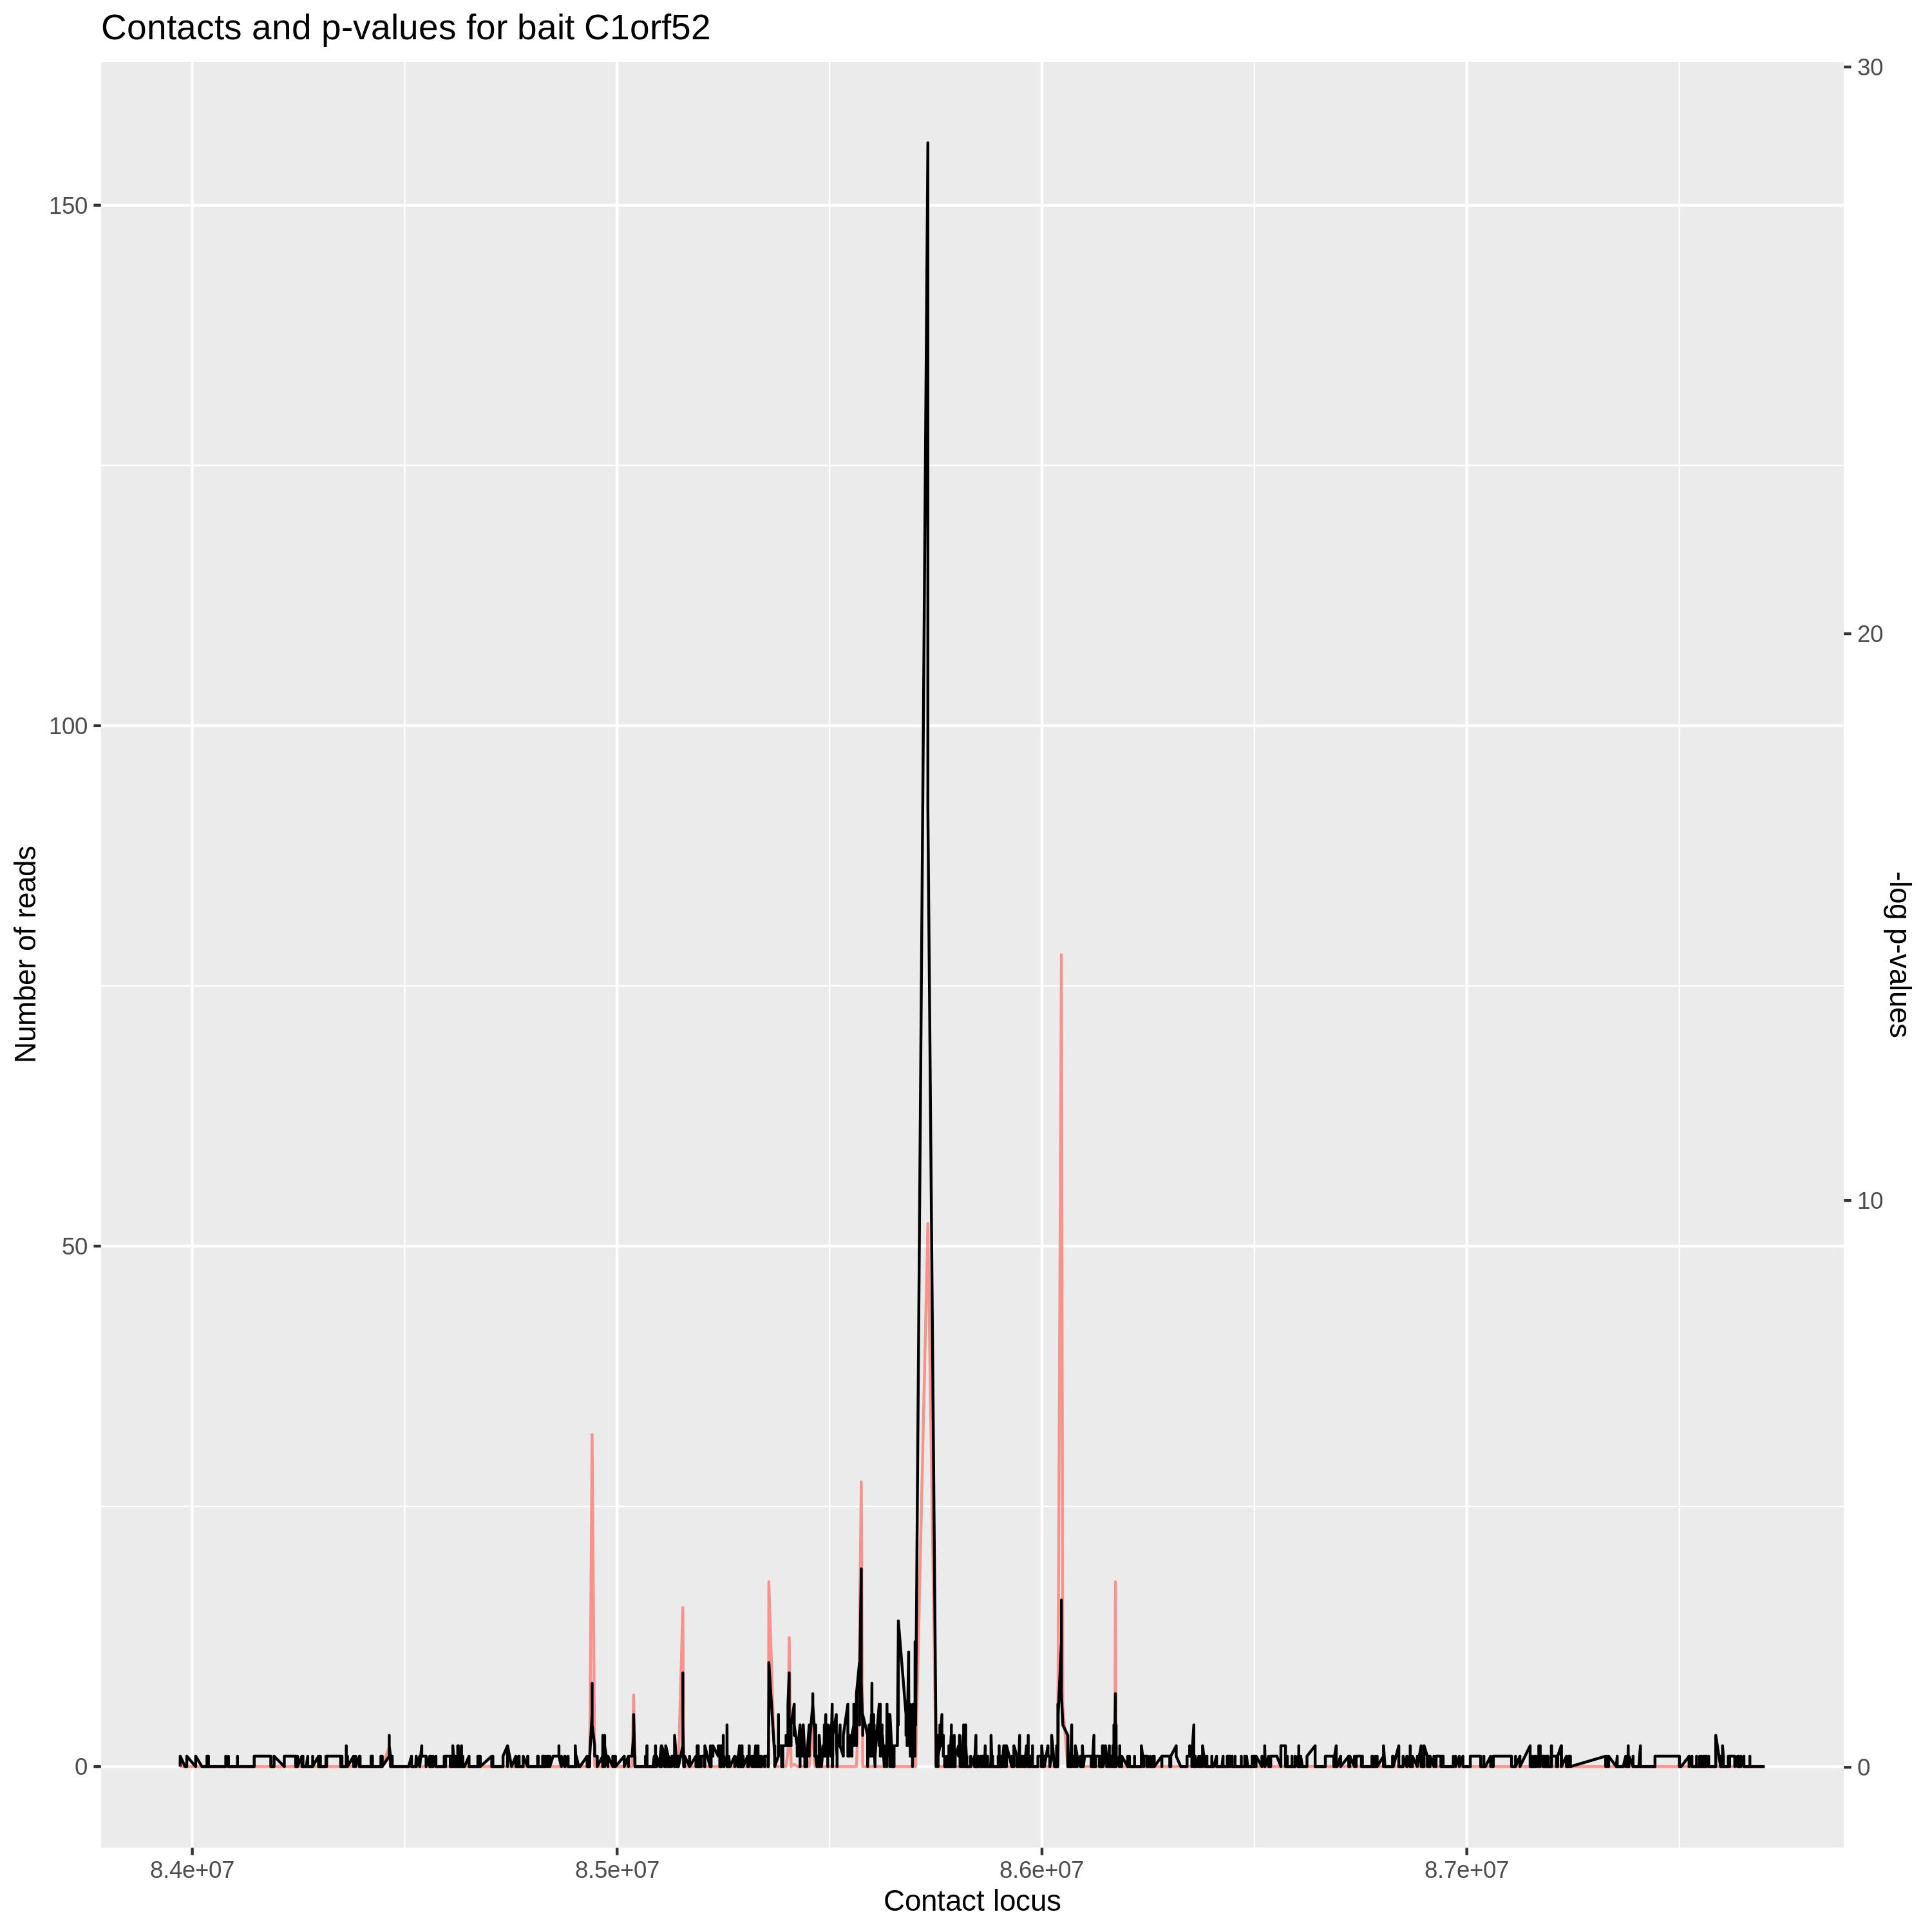 Contacts and p-values for bait C1orf52
30
150
20
100
Number of reads
-log p-values
10
50
0
0
8.4e+07 8.5e+07 8.6e+07 8.7e+07
Contact locus